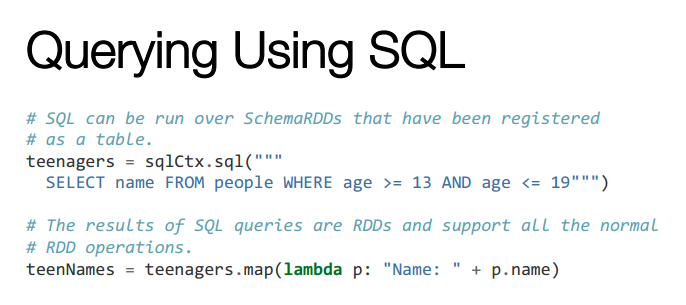 Querying Using SQL
# SQL can be run over SchemaRDDs that have been registered
# as a table.
teenagers = sqlCtx.sql("""
  SELECT name FROM people WHERE age >= 13 AND age <= 19""")
# The results of SQL queries are RDDs and support all the normal
# RDD operations.
teenNames = teenagers.map(lambda p: "Name: " + p.name)